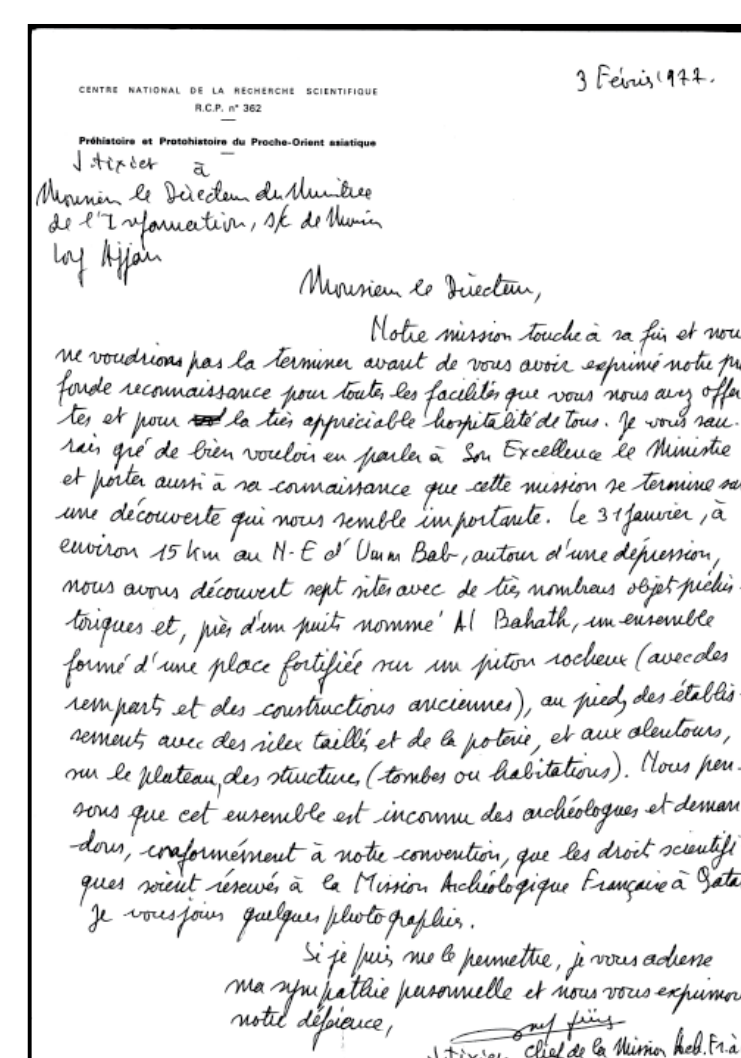 3 Février 1977.
CENTRE NATIONAL DE LA RECHERCHE SCIENTIFIQUE
R.C.P. n° 362
Préhistoire et Protohistoire du Proche-Orient asiatique
J. Tixier à
Monsieur le Directeur du Ministère
de l'Information,
Monsieur le Directeur,
Notre mission touche à sa fin et nous
ne voudrions pas la terminer avant de vous avoir exprimé notre pro
fonde reconnaissance pour toutes les facilités que vous nous avez offer
tes et pour la très appréciable hospitalité de tous. Je vous sau-
rais gré de bien vouloir en parler à Son Excellence le Ministre
et porter aussi à sa connaissance que cette mission se termine sur
une découverte qui nous semble importante. Le 31 Janvier, à
environ 15 km au N-E d'Umm Bab, autour d'une dépression,
nous avons découvert sept sites avec de très nombreux objet préhis-
toriques et, près d'un puits nommé Al Bahath, un ensemble
formé d'une place fortifiée sur un piton rocheux (avec des
remparts et des constructions anciennes), au pied, des établis-
sements avec des silex taillés et de la poterie, et aux alentours,
sur le plateau, des structures (tombes ou habitations). Nous pen-
sons que cet ensemble est inconnu des archéologues et deman
-dons, conformément à notre convention, que les droit scientifi
ques soient réservés à la Mission Archéologique Française à Qata
Je vous joins quelques photographies.
Si je puis me le permettre, je vous adresse
ma sympathie personnelle et nous vous exprimons
notre déférence,
J. Tixier, chef de la Mission Arch. Fr. à